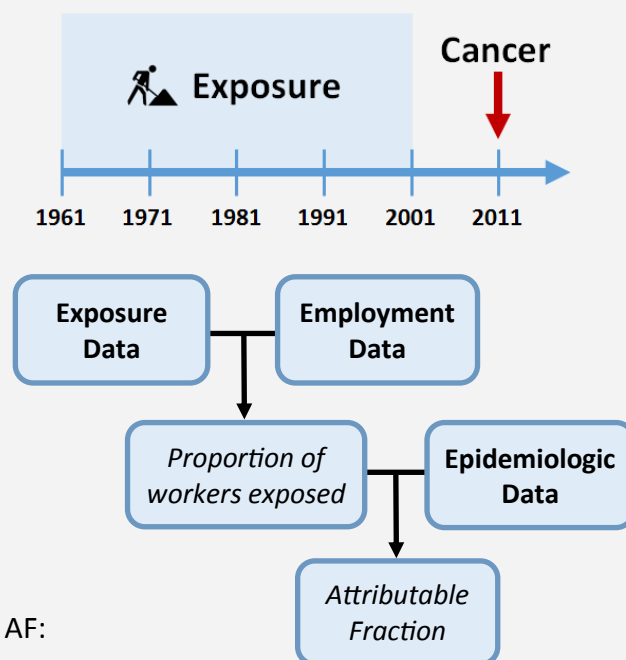 Cancer
Exposure
1961 1971 1981 1991 2001 2011
Exposure
Data
Employment
Data
Proportion of
workers exposed
Epidemiologic
Data
Attributable
Fraction
AF: